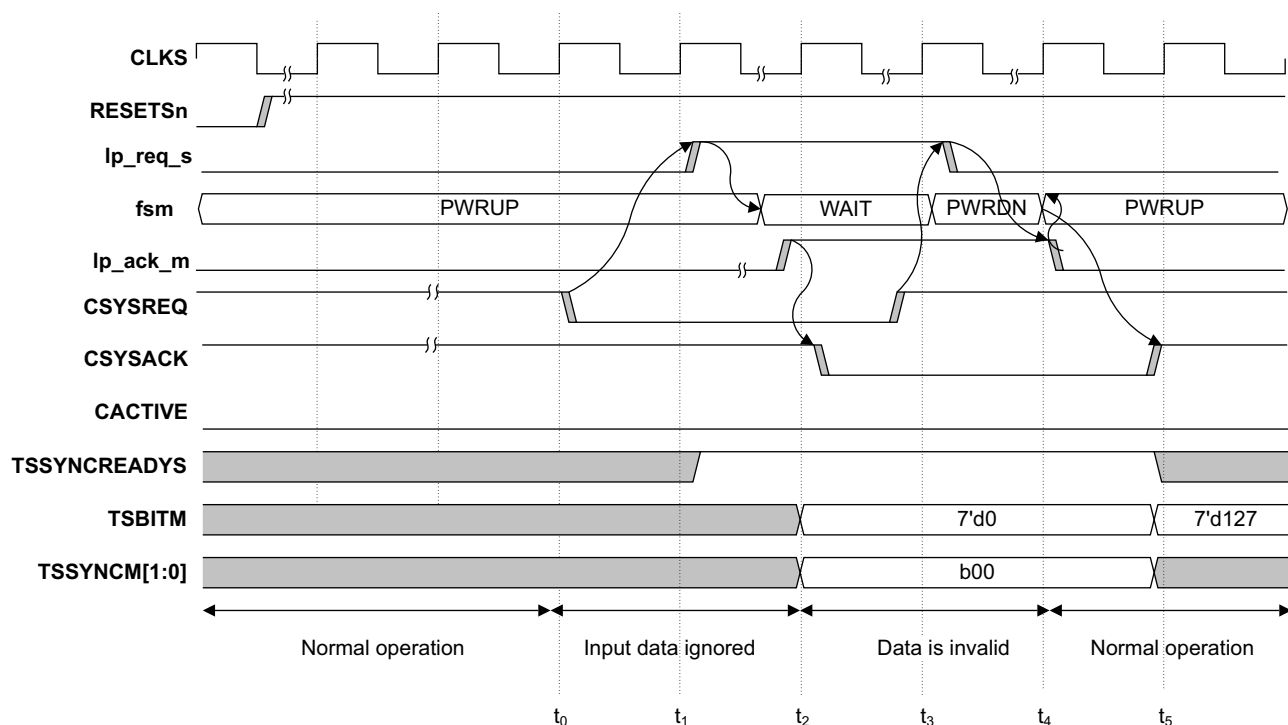 CLKS
RESETSn
lp_req_s
fsm PWRUP WAIT PWRDN PWRUP
lp_ack_m
CSYSREQ
CSYSACK
CACTIVE
TSSYNCREADYS
TSBITM 7'd0 7'd127
TSSYNCM[1:0] b00
Normal operation Input data ignored Data is invalid Normal operation
t0 t1 t2 t3 t4 t5